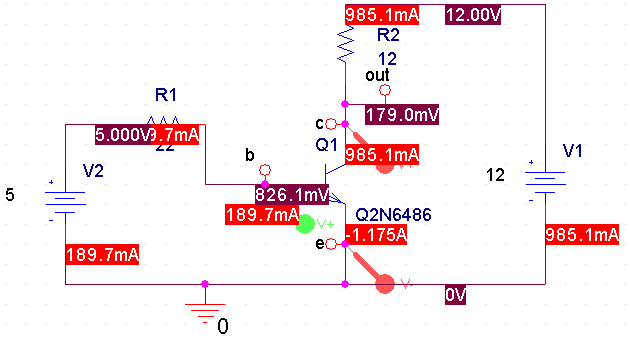 985.1mA
12.00V
R2
12
out
179.0mV
R1
5.000V
9.7mA
22
c
Q1
985.1mA
V1
12
b
V2
5
826.1mV
189.7mA
V+
Q2N6486
-1.175A
e
985.1mA
189.7mA
V-
0V
0